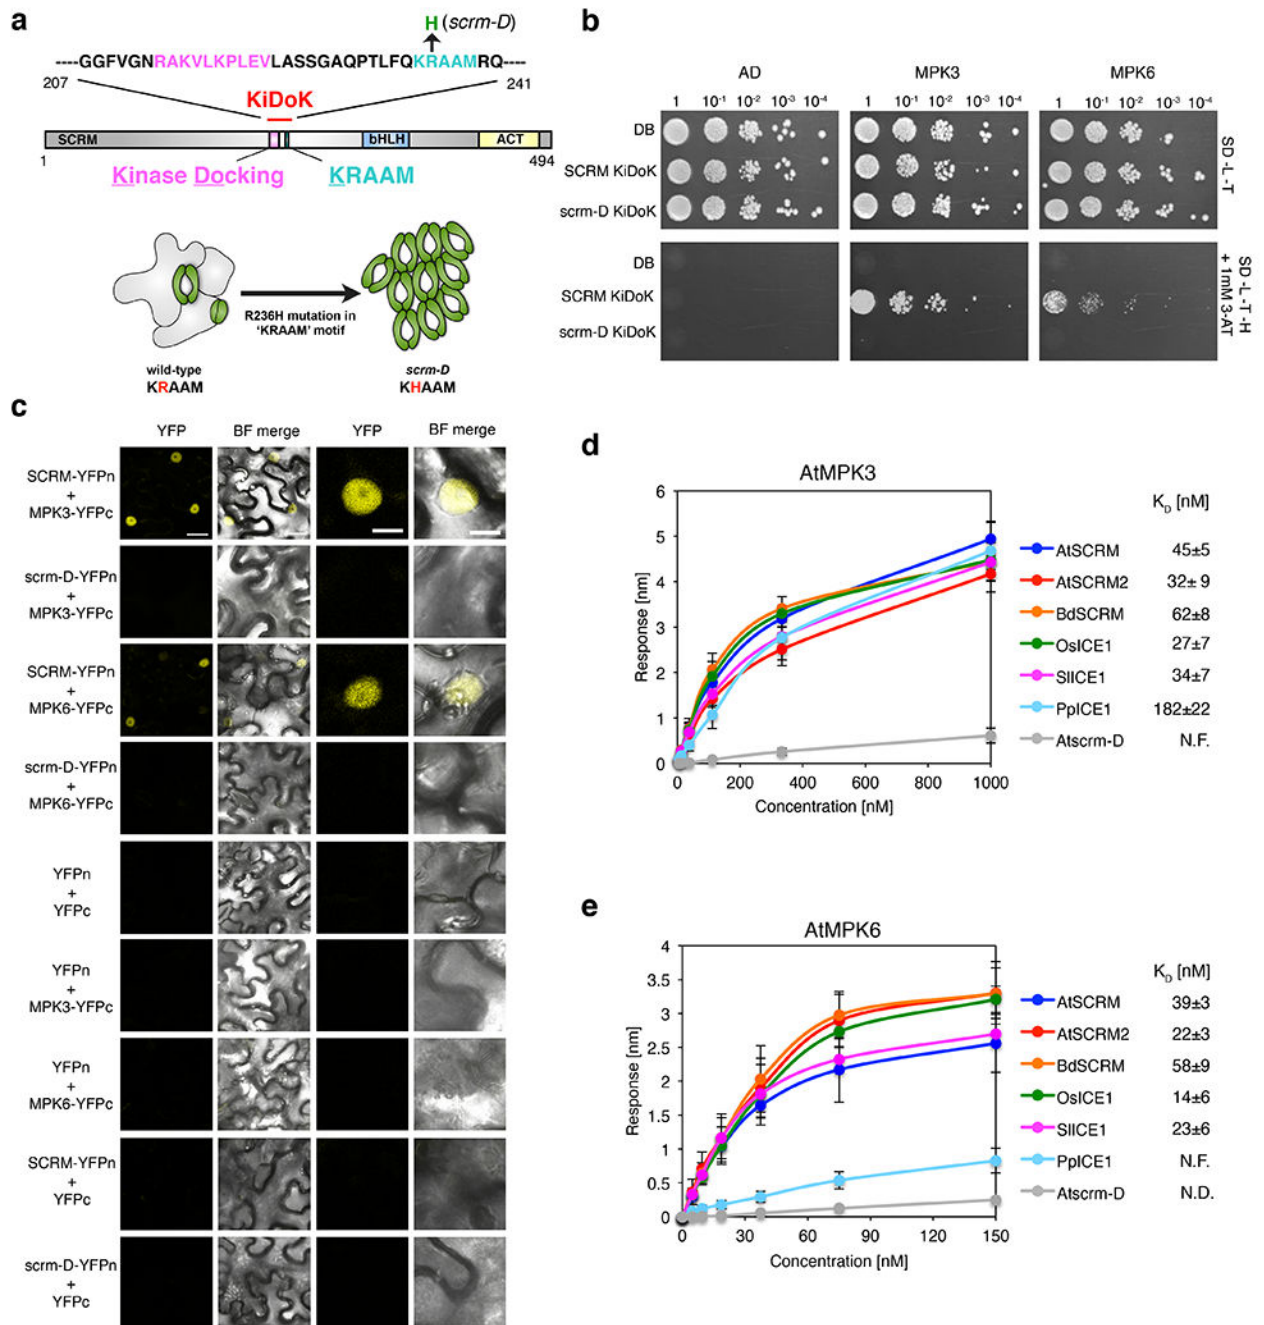 a
H (scrm-D)
----GGFVGNRAKVLKPLEVLASSGAQPTLFQKRAAMRQ----
207 241
KiDoK
SCRM bHLH ACT
1 494
Kinase Docking KRAAM
R236H mutation in
'KRAAM' motif
wild-type scrm-D
KRAAM KHAAM
b
AD MPK3 MPK6
1 10-1 10-2 10-3 10-4 1 10-1 10-2 10-3 10-4 1 10-1 10-2 10-3 10-4
DB
SCRM KiDoK
scrm-D KiDoK
SD -L -T
DB
SCRM KiDoK
scrm-D KiDoK
SD -L -T -H
+ 1mM 3-AT
c
YFP BF merge YFP BF merge
SCRM-YFPn
+
MPK3-YFPc
scrm-D-YFPn
+
MPK3-YFPc
SCRM-YFPn
+
MPK6-YFPc
scrm-D-YFPn
+
MPK6-YFPc
YFPn
+
YFPc
YFPn
+
MPK3-YFPc
YFPn
+
MPK6-YFPc
SCRM-YFPn
+
YFPc
scrm-D-YFPn
+
YFPc
d
AtMPK3
6
5
4
3
2
1
0
Response [nm]
0 200 400 600 800 1000
Concentration [nM]
KD [nM]
AtSCRM 45±5
AtSCRM2 32± 9
BdSCRM 62±8
OsICE1 27±7
SlICE1 34±7
PpICE1 182±22
Atscrm-D N.F.
e
AtMPK6
4
3.5
3
2.5
2
1.5
1
0.5
0
Response [nm]
0 30 60 90 120 150
Concentration [nM]
KD [nM]
AtSCRM 39±3
AtSCRM2 22±3
BdSCRM 58±9
OsICE1 14±6
SlICE1 23±6
PpICE1 N.F.
Atscrm-D N.D.